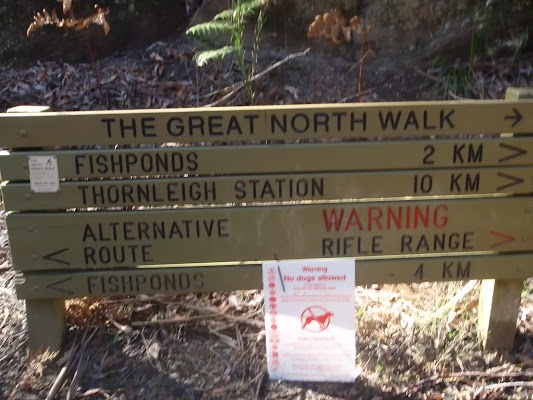 THE GREAT NORTH WALK
FISHPONDS 2 KM
THORNLEIGH STATION 10 KM
ALTERNATIVE WARNING
ROUTE RIFLE RANGE
FISHPONDS 4 KM
Warning
No dogs allowed